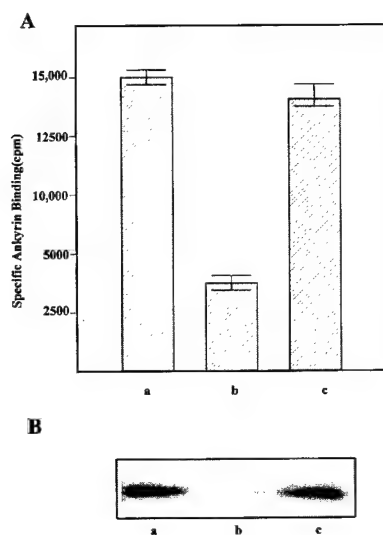 A
Specific Ankyrin Binding(cpm)
15,000
12500
10,000
5000
2500
a b c
B
a b c